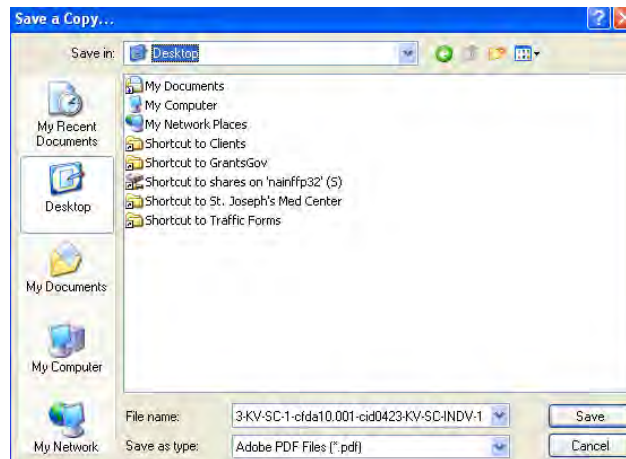 Save a Copy...
Save in:
Desktop
My Documents
My Computer
My Network Places
Shortcut to Clients
Shortcut to GrantsGov
Shortcut to shares on 'nainffp32' (S)
Shortcut to St. Joseph's Med Center
Shortcut to Traffic Forms
My Recent
Documents
Desktop
My Documents
My Computer
My Network
File name:
3-KV-SC-1-cfda10.001-cid0423-KV-SC-INDV-1
Save
Save as type:
Adobe PDF Files (*.pdf)
Cancel